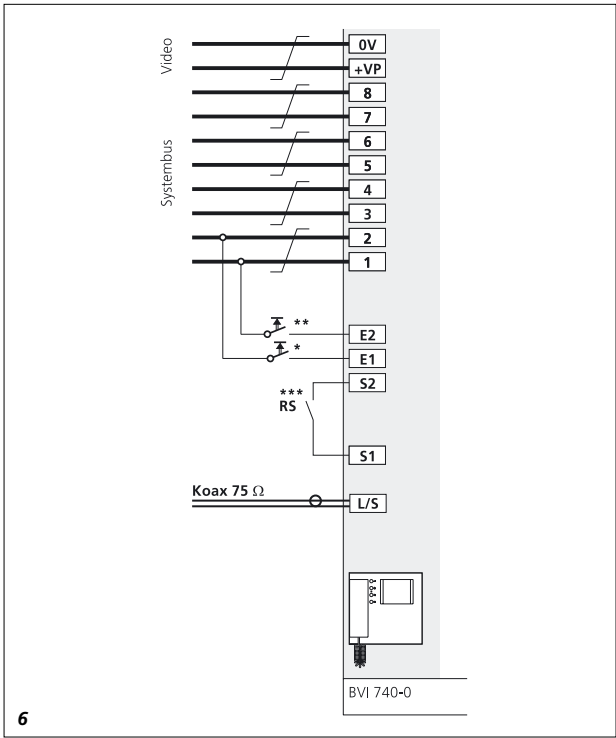 Video
0V
+VP
8
7
Systembus
6
5
4
3
2
1
** E2
* E1
S2
***
RS
S1
Koax 75 Ω
L/S
BVI 740-0
6